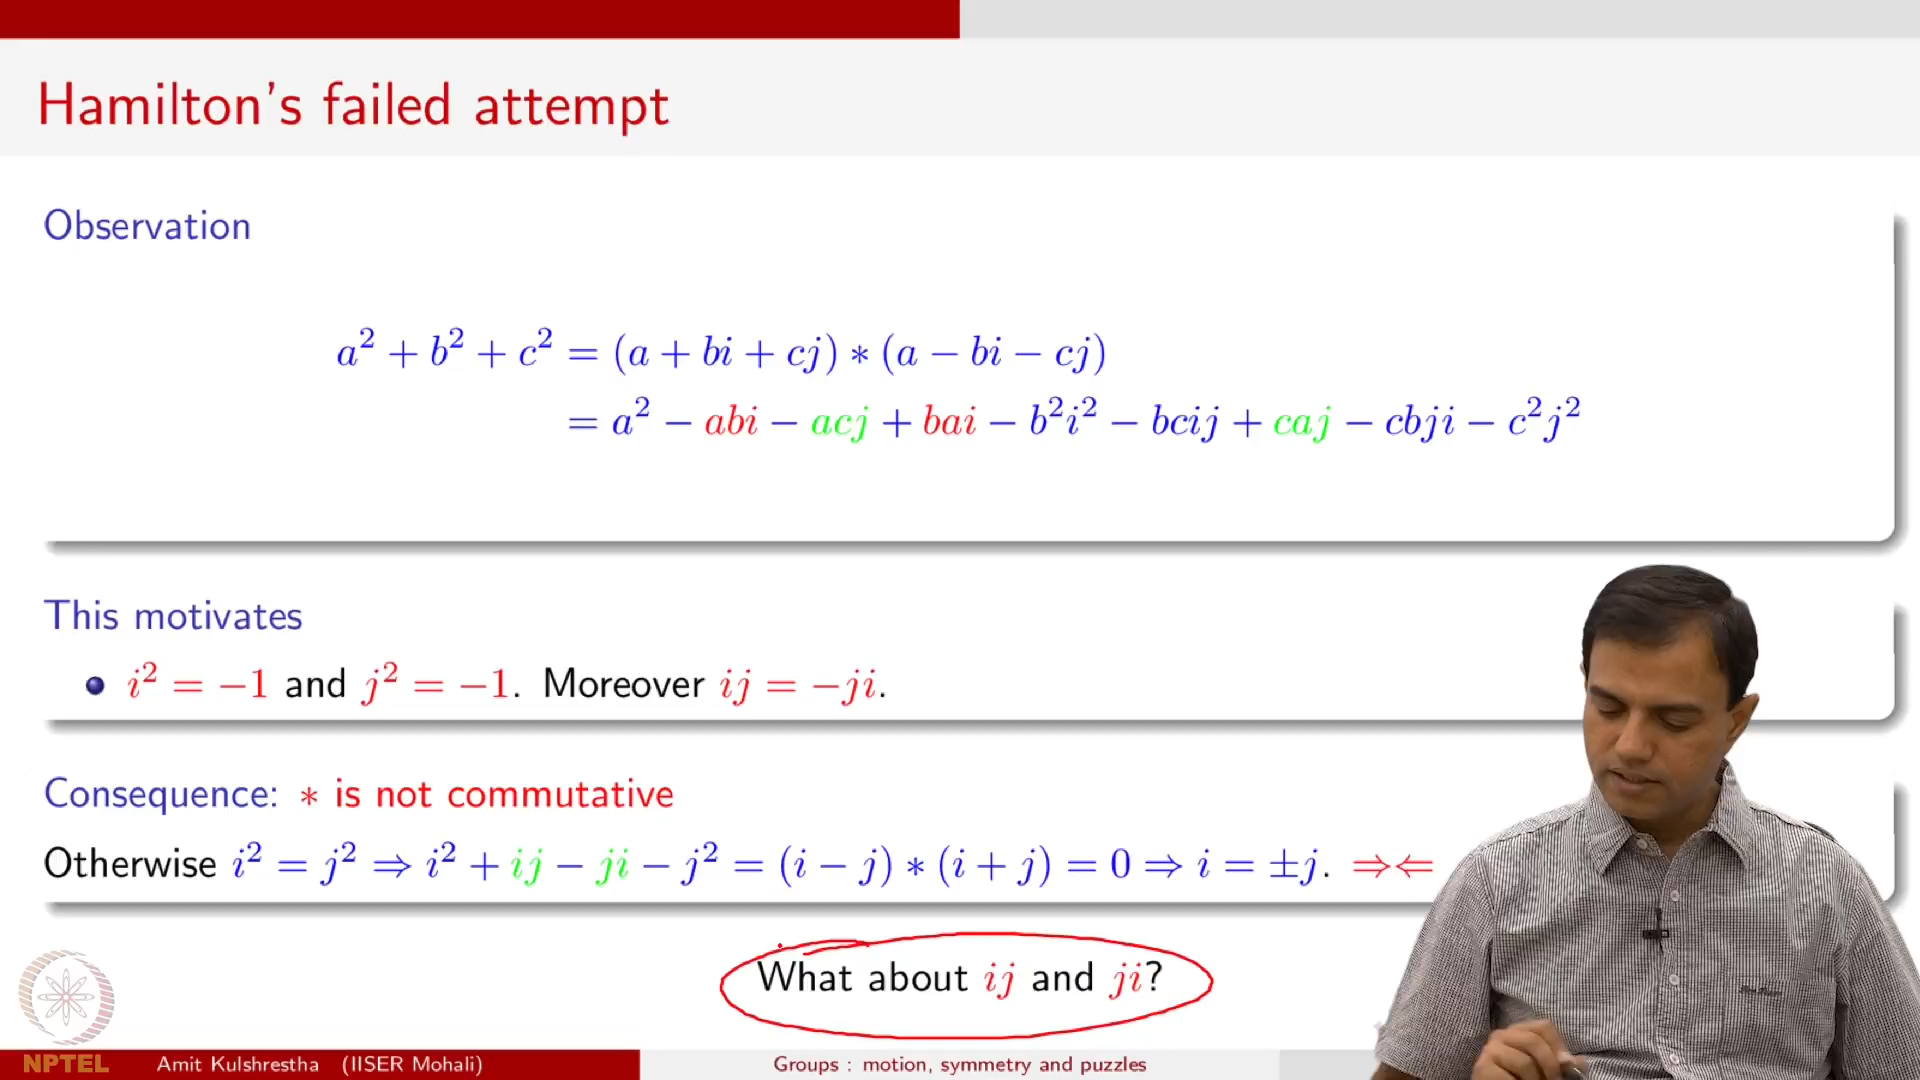 Hamilton's failed attempt
Observation
a² + b² + c² = (a + bi + cj) ∗ (a − bi − cj)
= a² − abi − acj + bai − b²i² − bcij + caj − cbji − c²j²
This motivates
i² = −1 and j² = −1. Moreover ij = −ji.
Consequence: ∗ is not commutative
Otherwise i² = j² ⇒ i² + ij − ji − j² = (i − j) ∗ (i + j) = 0 ⇒ i = ±j. ⇒⇐
What about ij and ji?
NPTEL Amit Kulshrestha (IISER Mohali) Groups : motion, symmetry and puzzles